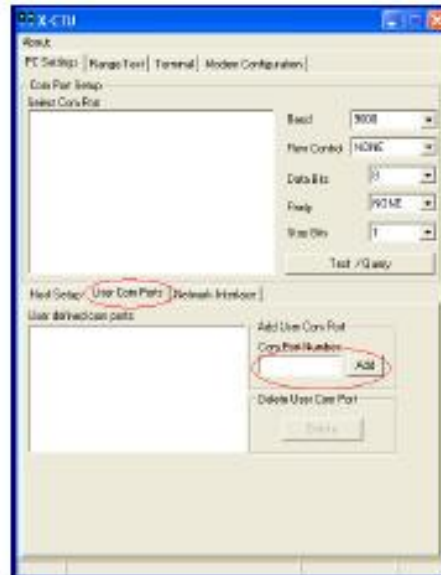 X-CTU
About
PC Settings Range Test Terminal Modem Configuration
Com Port Setup
Select Com Port
Baud 9600
Flow Control NONE
Data Bits 8
Parity NONE
Stop Bits 1
Test / Query
Host Setup User Com Ports Network Interface
User defined com ports
Add User Com Port
Com Port Number
Add
Delete User Com Port
Delete